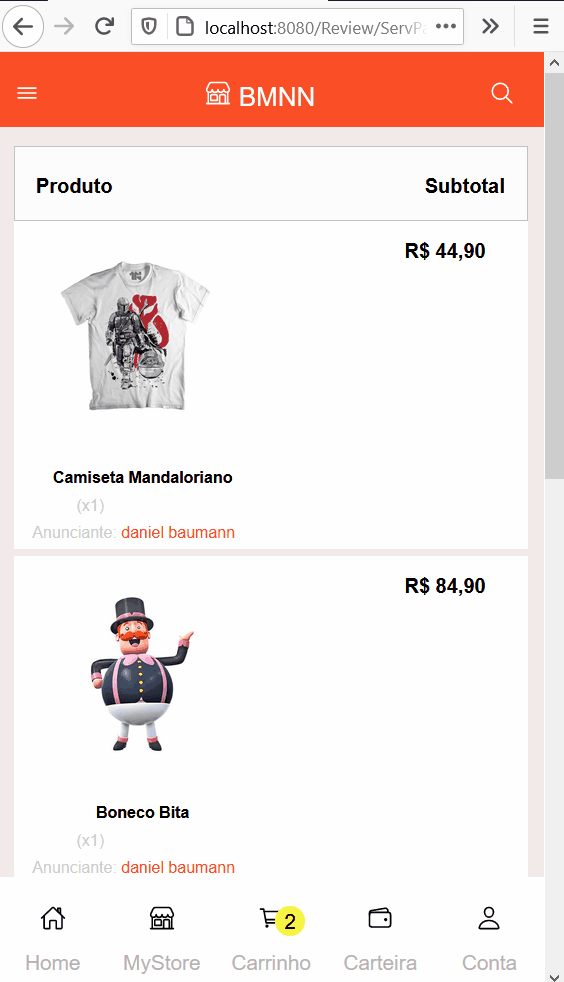 localhost:8080/Review/ServPa
BMNN
Produto Subtotal
R$ 44,90
Camiseta Mandaloriano
(x1)
Anunciante: daniel baumann
R$ 84,90
Boneco Bita
(x1)
Anunciante: daniel baumann
2
Home MyStore Carrinho Carteira Conta